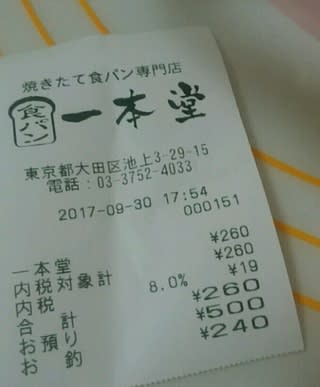 焼きたて食パン専門店
食パン
一本堂
東京都大田区池上3-29-15
電話:03-3752-4033
2017-09-30 17:54
000151
一本堂 ¥260
内税対象計 ¥260
内税 8.0% ¥19
合計 ¥260
お預り ¥500
お釣 ¥240